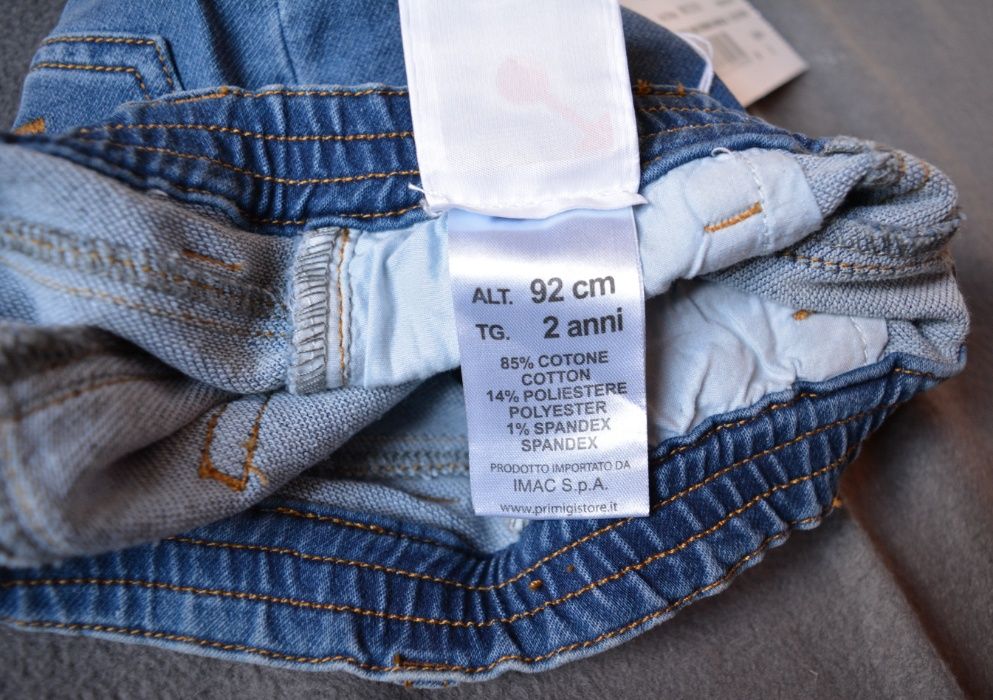 ALT. 92 cm
TG. 2 anni
85% COTONE
COTTON
14% POLIESTERE
POLYESTER
1% SPANDEX
SPANDEX
PRODOTTO IMPORTATO DA
IMAC S.p.A.
www.primigistore.it